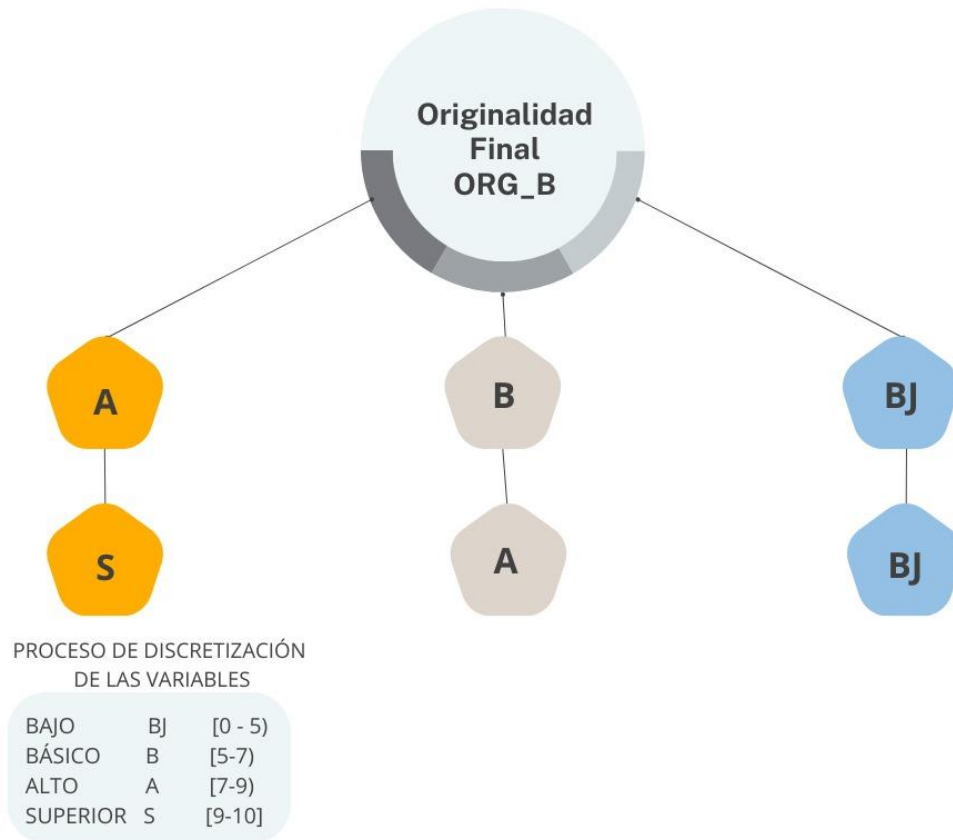 Originalidad
Final
ORG_B
A
B
BJ
S
A
BJ
PROCESO DE DISCRETIZACIÓN
DE LAS VARIABLES
BAJO BJ [0 - 5)
BÁSICO B [5-7)
ALTO A [7-9)
SUPERIOR S [9-10]